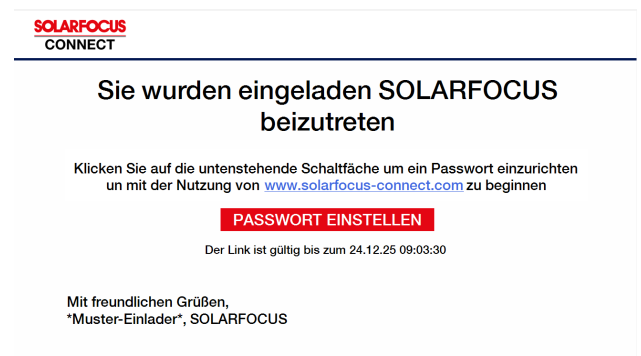 SOLARFOCUS
CONNECT
Sie wurden eingeladen SOLARFOCUS
beizutreten
Klicken Sie auf die untenstehende Schaltfäche um ein Passwort einzurichten
un mit der Nutzung von www.solarfocus-connect.com zu beginnen
PASSWORT EINSTELLEN
Der Link ist gültig bis zum 24.12.25 09:03:30
Mit freundlichen Grüßen,
*Muster-Einlader*, SOLARFOCUS